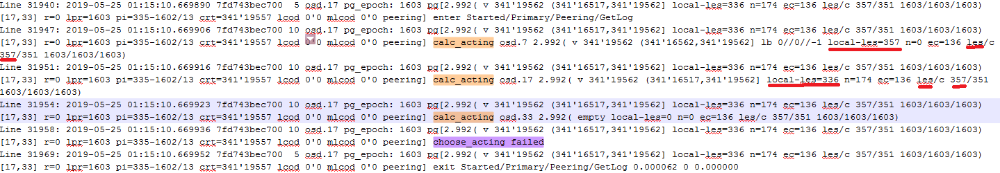 Line 31940: 2019-05-25 01:15:10.669890 7fd743bec700  5 osd.17 pg_epoch: 1603 pg[2.992( v 341'19562 (341'16517,341'19562] local-les=336 n=174 ec=136 les/c 357/351 1603/1603/1603)
[17,33] r=0 lpr=1603 pi=335-1602/13 crt=341'19557 lcod 0'0 mlcod 0'0 peering] enter Started/Primary/Peering/GetLog
Line 31947: 2019-05-25 01:15:10.669906 7fd743bec700 10 osd.17 pg_epoch: 1603 pg[2.992( v 341'19562 (341'16517,341'19562] local-les=336 n=174 ec=136 les/c 357/351 1603/1603/1603)
[17,33] r=0 lpr=1603 pi=335-1602/13 crt=341'19557 lcod 0'0 mlcod 0'0 peering] calc_acting osd.7 2.992( v 341'19562 (341'16562,341'19562] lb 0//0//-1 local-les=357 n=0 ec=136 les/c
357/351 1603/1603/1603)
Line 31951: 2019-05-25 01:15:10.669916 7fd743bec700 10 osd.17 pg_epoch: 1603 pg[2.992( v 341'19562 (341'16517,341'19562] local-les=336 n=174 ec=136 les/c 357/351 1603/1603/1603)
[17,33] r=0 lpr=1603 pi=335-1602/13 crt=341'19557 lcod 0'0 mlcod 0'0 peering] calc_acting osd.17 2.992( v 341'19562 (341'16517,341'19562] local-les=336 n=174 ec=136 les/c 357/351
1603/1603/1603)
Line 31954: 2019-05-25 01:15:10.669923 7fd743bec700 10 osd.17 pg_epoch: 1603 pg[2.992( v 341'19562 (341'16517,341'19562] local-les=336 n=174 ec=136 les/c 357/351 1603/1603/1603)
[17,33] r=0 lpr=1603 pi=335-1602/13 crt=341'19557 lcod 0'0 mlcod 0'0 peering] calc_acting osd.33 2.992( empty local-les=0 n=0 ec=136 les/c 357/351 1603/1603/1603)
Line 31958: 2019-05-25 01:15:10.669936 7fd743bec700 10 osd.17 pg_epoch: 1603 pg[2.992( v 341'19562 (341'16517,341'19562] local-les=336 n=174 ec=136 les/c 357/351 1603/1603/1603)
[17,33] r=0 lpr=1603 pi=335-1602/13 crt=341'19557 lcod 0'0 mlcod 0'0 peering] choose_acting failed
Line 31969: 2019-05-25 01:15:10.669952 7fd743bec700  5 osd.17 pg_epoch: 1603 pg[2.992( v 341'19562 (341'16517,341'19562] local-les=336 n=174 ec=136 les/c 357/351 1603/1603/1603)
[17,33] r=0 lpr=1603 pi=335-1602/13 crt=341'19557 lcod 0'0 mlcod 0'0 peering] exit Started/Primary/Peering/GetLog 0.000062 0 0.000000